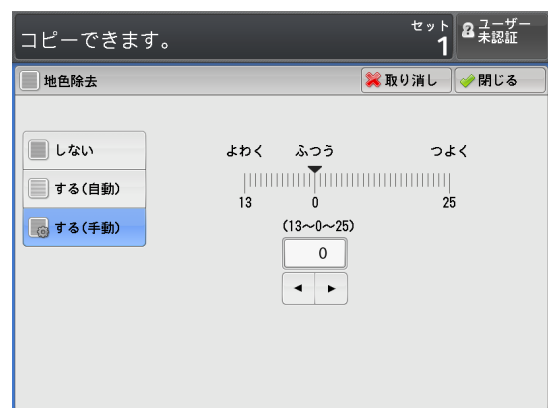 コピーできます。
セット
1
ユーザー
未認証
地色除去
取り消し
閉じる
しない
する(自動)
する(手動)
よわく ふつう つよく
13 0 25
(13～0～25)
0